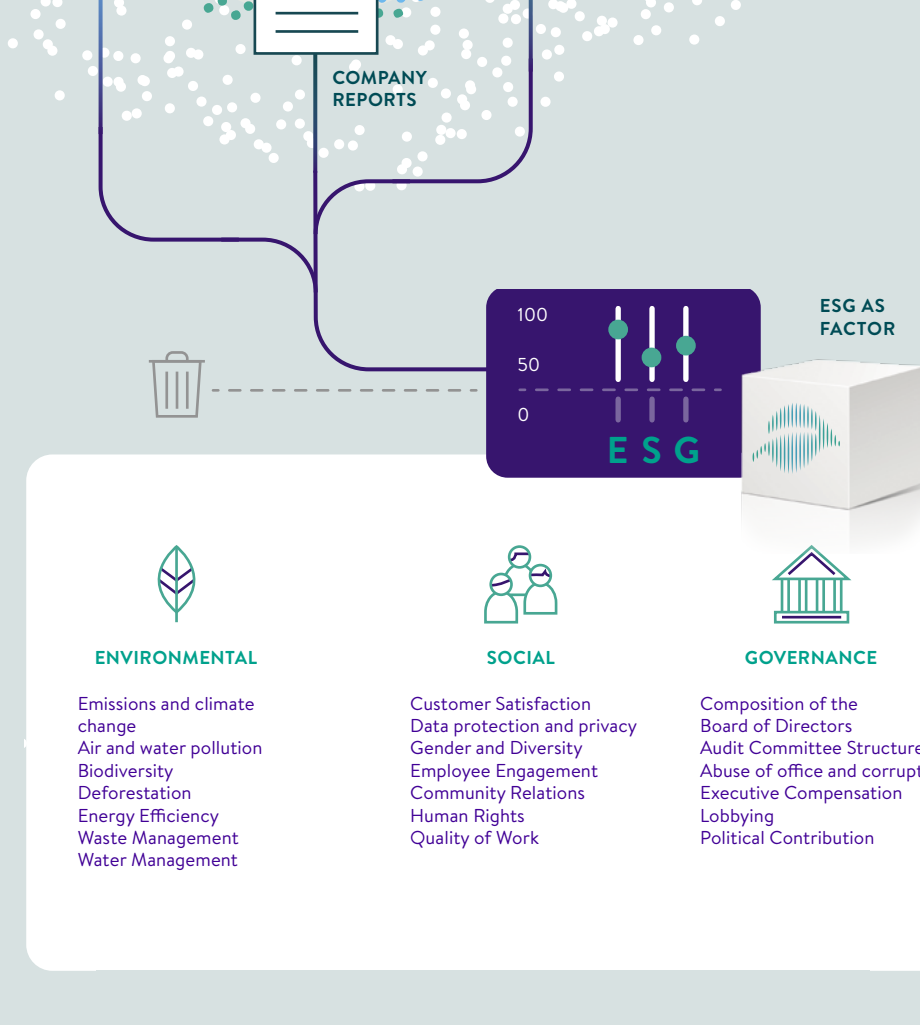 COMPANY
REPORTS
ESG AS
FACTOR
100
50
0
E S G
ENVIRONMENTAL
Emissions and climate
change
Air and water pollution
Biodiversity
Deforestation
Energy Efficiency
Waste Management
Water Management
SOCIAL
Customer Satisfaction
Data protection and privacy
Gender and Diversity
Employee Engagement
Community Relations
Human Rights
Quality of Work
GOVERNANCE
Composition of the
Board of Directors
Audit Committee Structure
Abuse of office and corrupt
Executive Compensation
Lobbying
Political Contribution